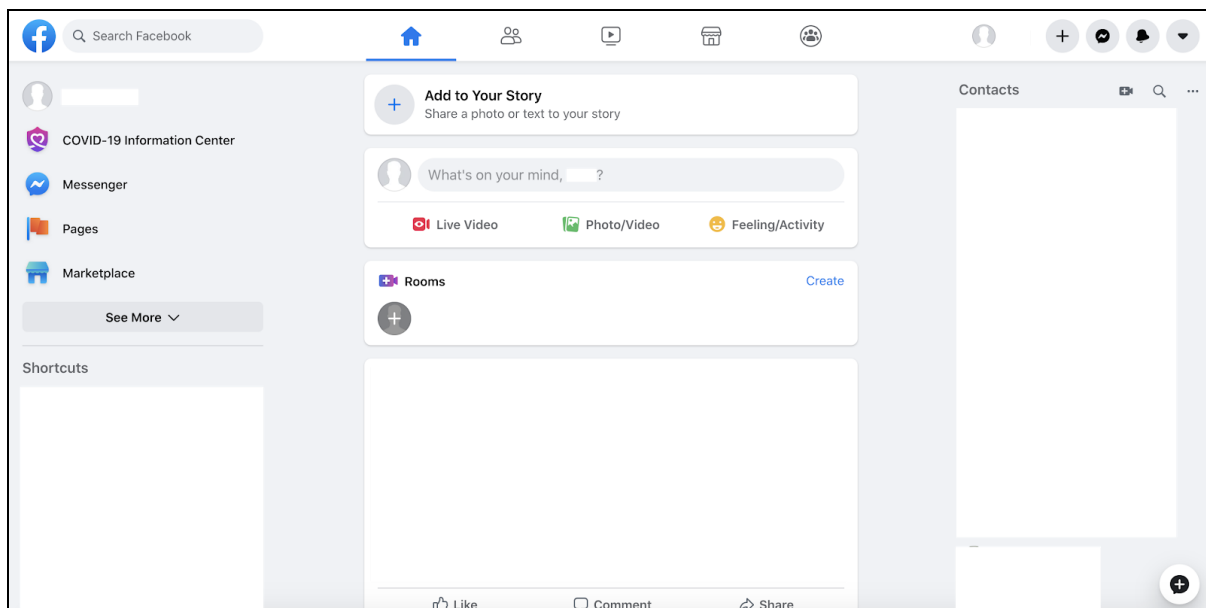 Search Facebook
COVID-19 Information Center
Messenger
Pages
Marketplace
See More
Shortcuts
Add to Your Story
Share a photo or text to your story
What's on your mind, ?
Live Video
Photo/Video
Feeling/Activity
Rooms
Create
Like
Comment
Share
Contacts